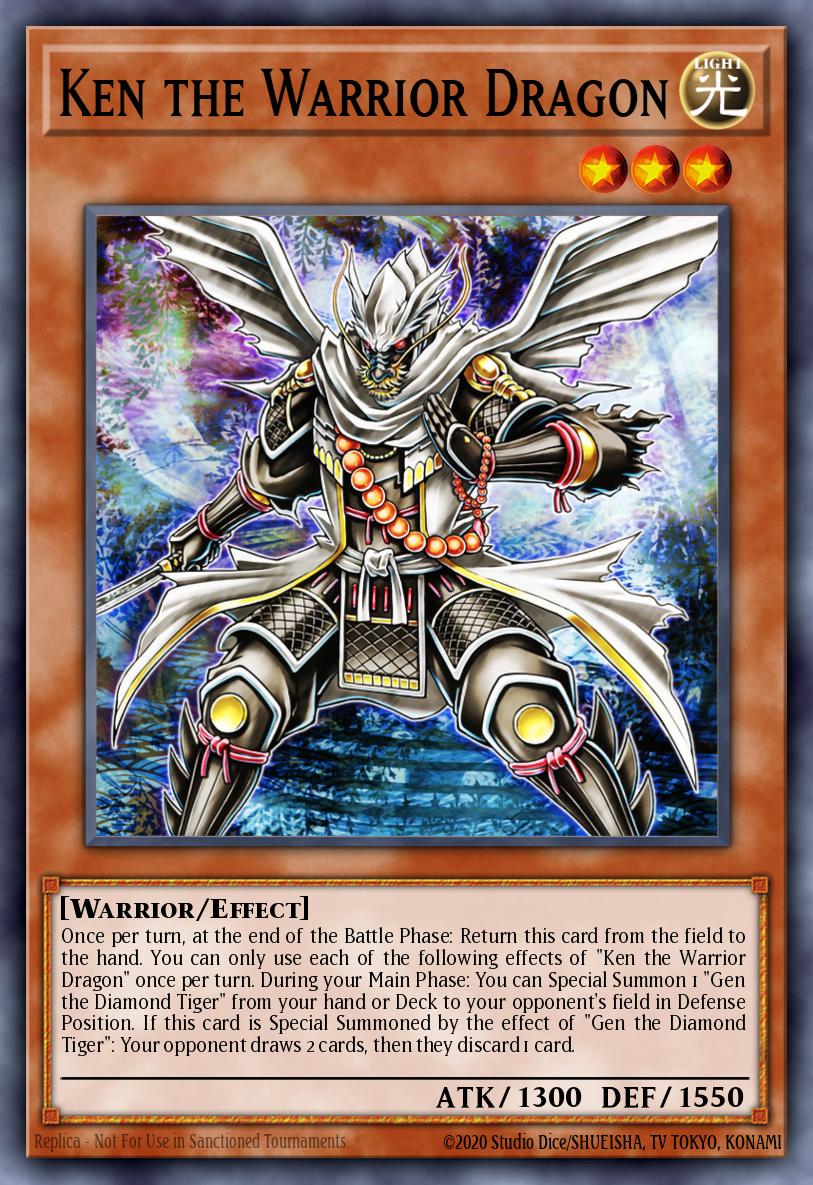 Ken the Warrior Dragon
LIGHT
光
[Warrior/Effect]
Once per turn, at the end of the Battle Phase: Return this card from the field to
the hand. You can only use each of the following effects of "Ken the Warrior
Dragon" once per turn. During your Main Phase: You can Special Summon 1 "Gen
the Diamond Tiger" from your hand or Deck to your opponent's field in Defense
Position. If this card is Special Summoned by the effect of "Gen the Diamond
Tiger": Your opponent draws 2 cards, then they discard 1 card.
ATK/1300 DEF/1550
Replica - Not For Use in Sanctioned Tournaments.
©2020 Studio Dice/SHUEISHA, TV TOKYO, KONAMI